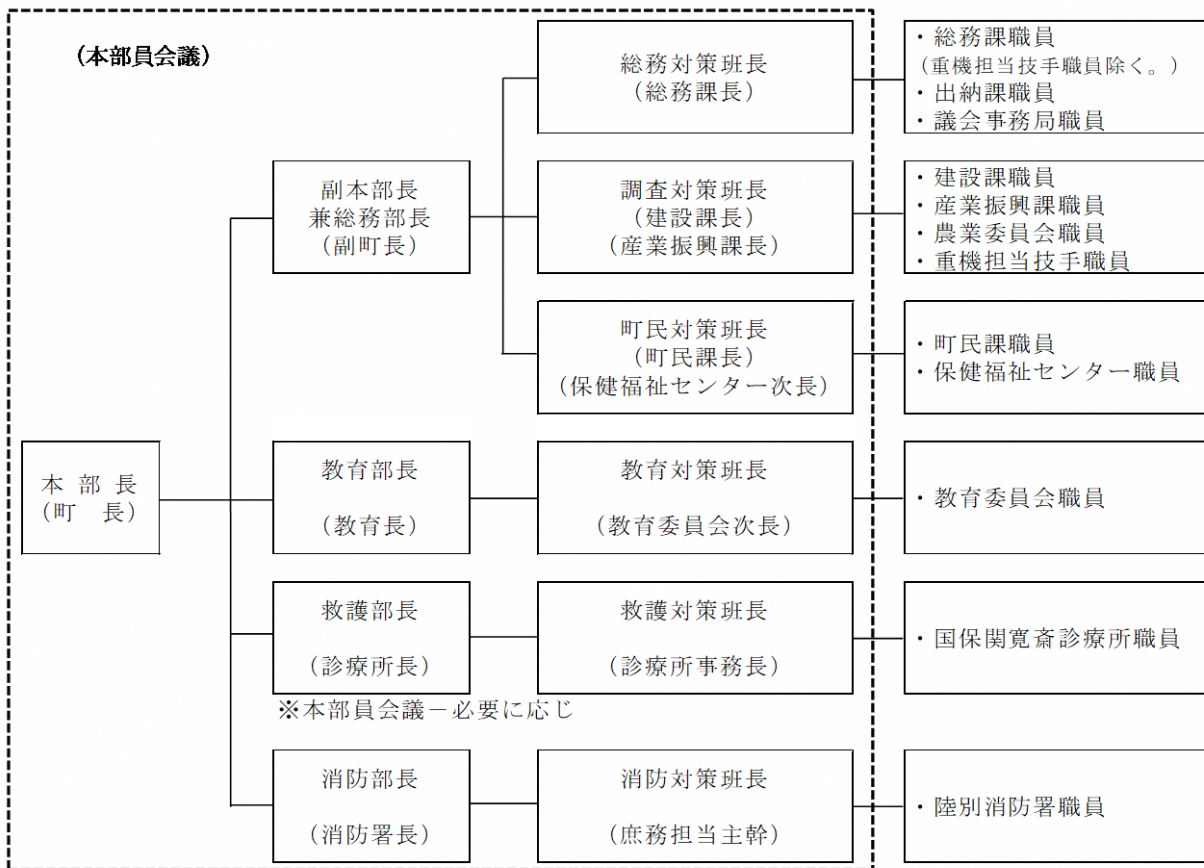 (本部員会議)
総務対策班長
(総務課長)
・総務課職員
(重機担当技手職員除く。)
・出納課職員
・議会事務局職員
副本部長
兼総務部長
(副町長)
調査対策班長
(建設課長)
(産業振興課長)
・建設課職員
・産業振興課職員
・農業委員会職員
・重機担当技手職員
町民対策班長
(町民課長)
(保健福祉センター次長)
・町民課職員
・保健福祉センター職員
本 部 長
(町　長)
教育部長
(教育長)
教育対策班長
(教育委員会次長)
・教育委員会職員
救護部長
(診療所長)
救護対策班長
(診療所事務長)
・国保関寛斎診療所職員
※本部員会議－必要に応じ
消防部長
(消防署長)
消防対策班長
(庶務担当主幹)
・陸別消防署職員